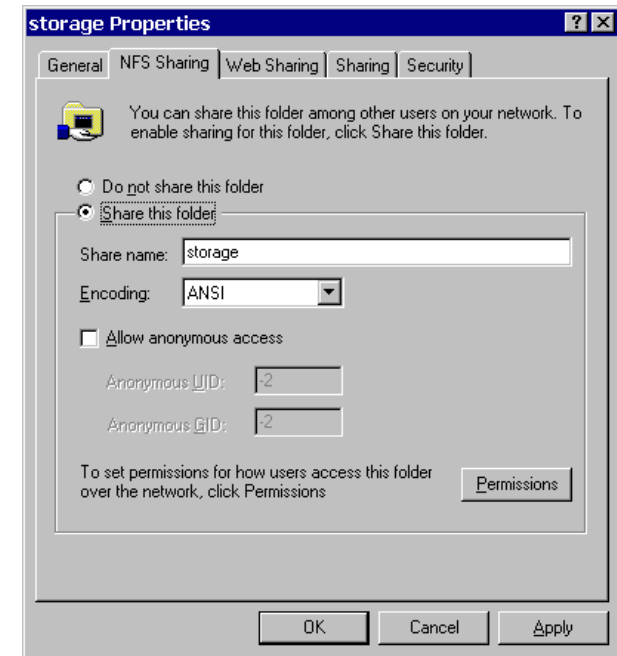 storage Properties
General NFS Sharing Web Sharing Sharing Security
You can share this folder among other users on your network. To
enable sharing for this folder, click Share this folder.
Do not share this folder
Share this folder
Share name: storage
Encoding: ANSI
Allow anonymous access
Anonymous UID: -2
Anonymous GID: -2
To set permissions for how users access this folder
over the network, click Permissions
Permissions
OK Cancel Apply